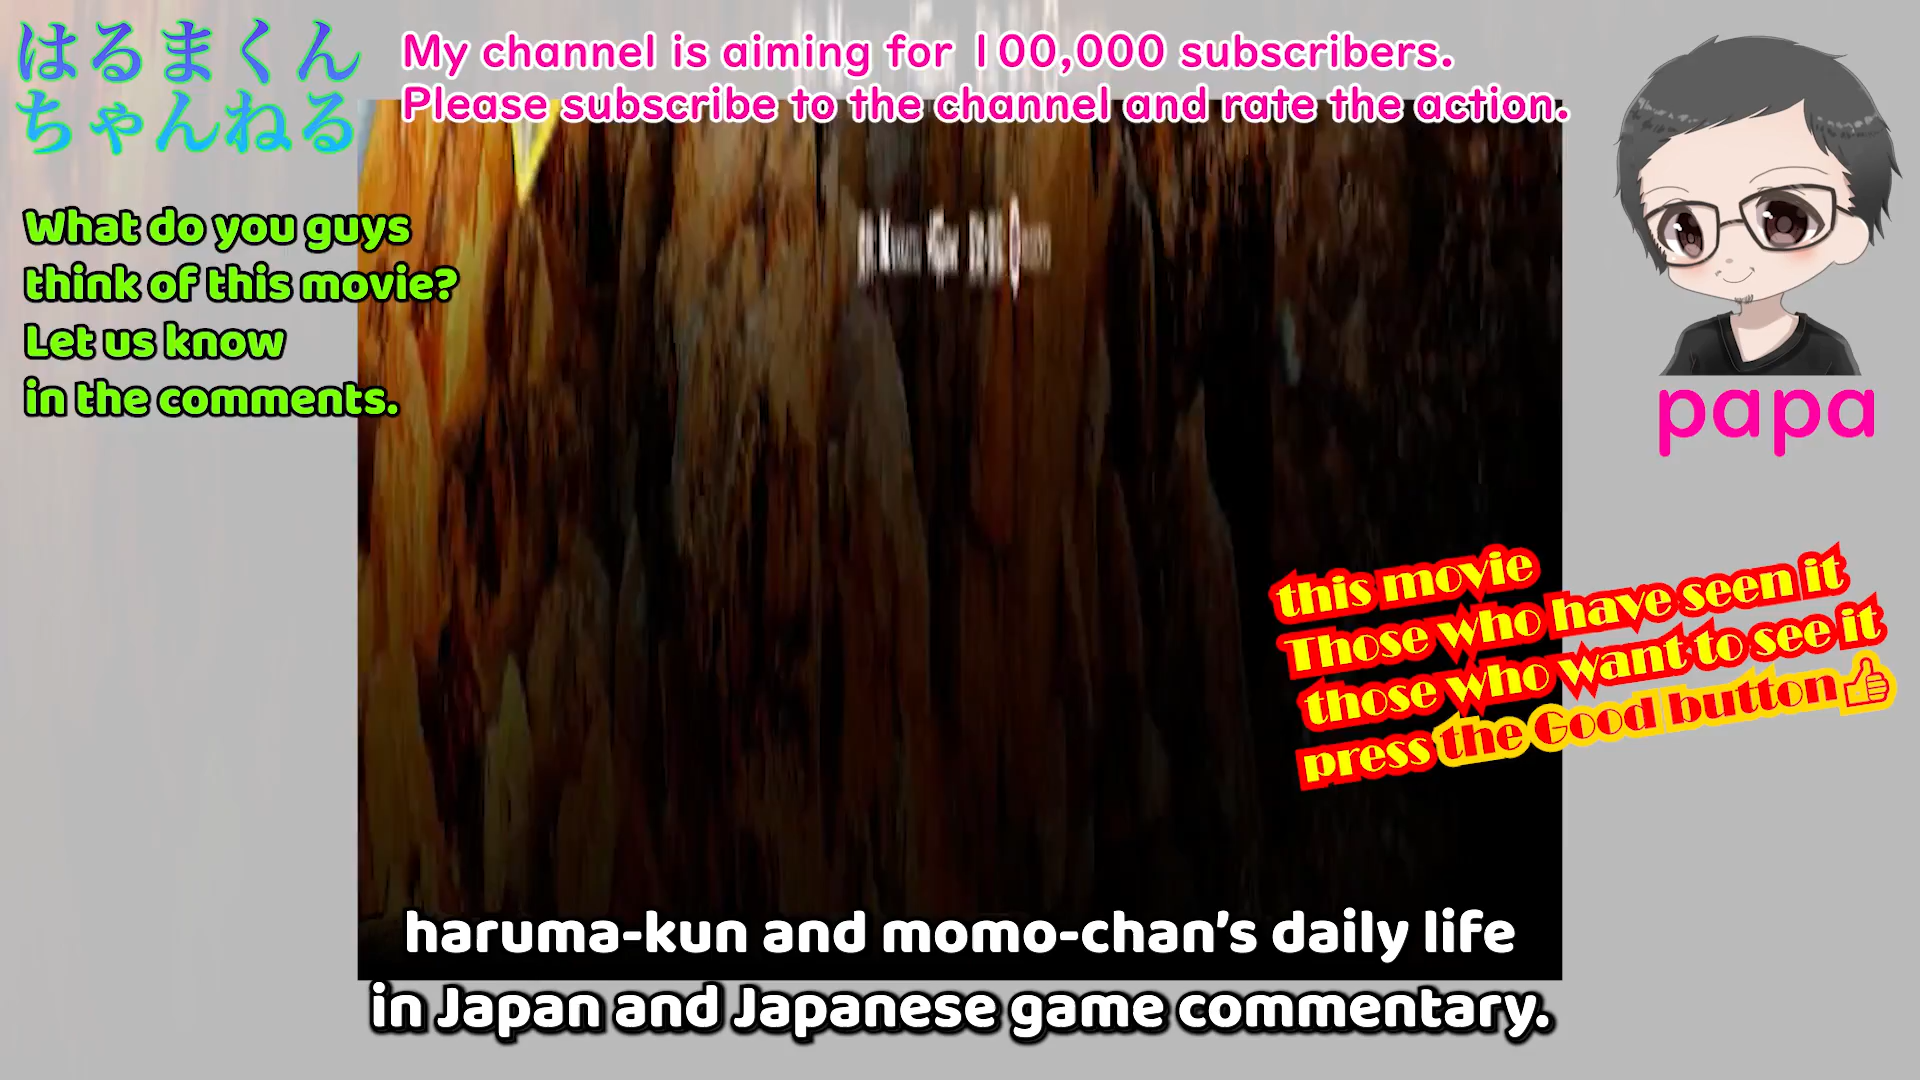 はるまくん
ちゃんねる
My channel is aiming for 100,000 subscribers.
Please subscribe to the channel and rate the action.
What do you guys
think of this movie?
Let us know
in the comments.
papa
this movie
Those who have seen it
those who want to see it
press the Good button
haruma-kun and momo-chan's daily life
in Japan and Japanese game commentary.